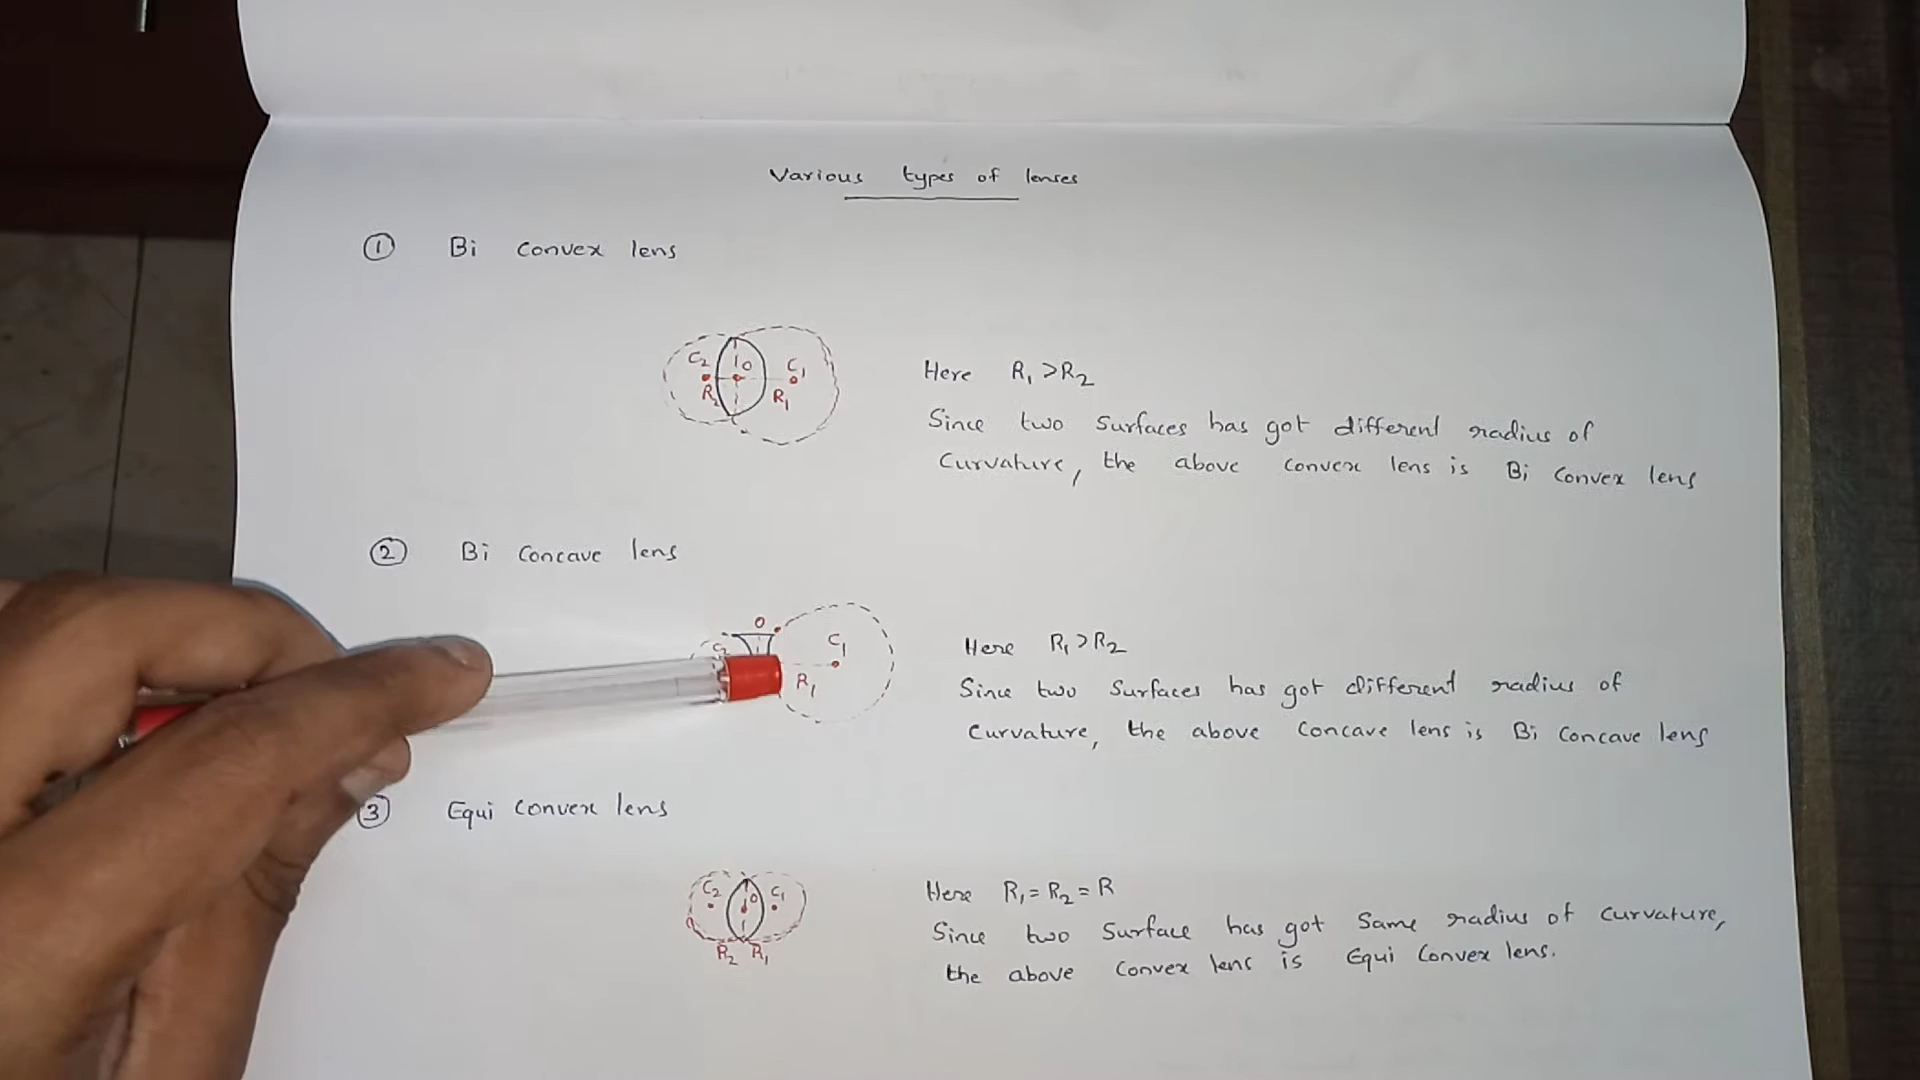 Various types of lenses
① Bi Convex lens
C2 O C1
R2 R1
Here R1 >R2
Since two Surfaces has got different radius of
Curvature, the above convex lens is Bi Convex lens
② Bi Concave lens
O
C2 C1
R1
Here R1 >R2
Since two Surfaces has got different radius of
Curvature, the above Concave lens is Bi Concave lens
③ Equi Convex lens
C2 O C1
R2 R1
Here R1 = R2 = R
Since two Surface has got Same radius of Curvature,
the above Convex lens is Equi Convex lens.